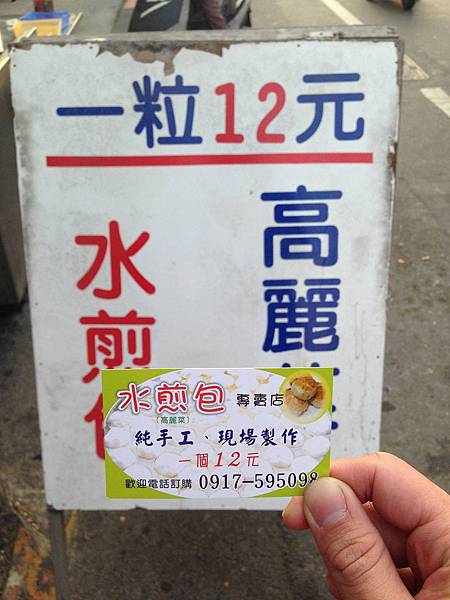 一粒12元
高麗
水煎包
水煎包 專賣店
(高麗菜)
純手工、現場製作
一個12元
歡迎電話訂購 0917-595098